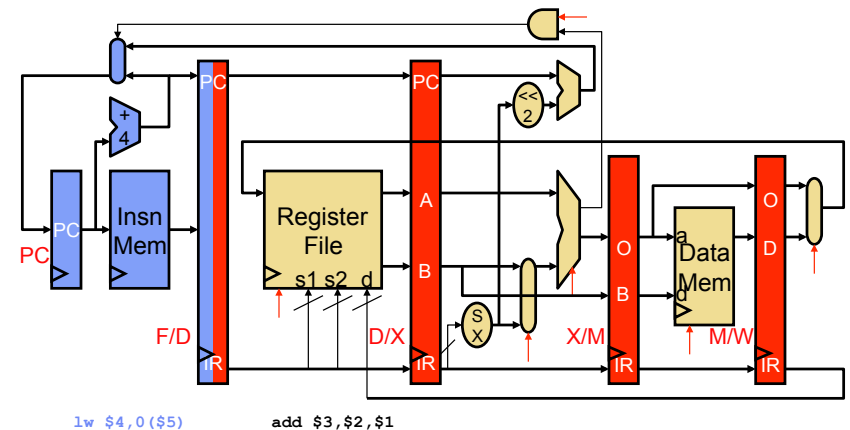 PC
PC
<<
2
+
4
PC
PC
Insn
Mem
Register
File
s1 s2 d
A
B
S
X
O
B
a
Data
Mem
d
O
D
F/D
D/X
X/M
M/W
IR
IR
IR
IR
lw $4,0($5)
add $3,$2,$1